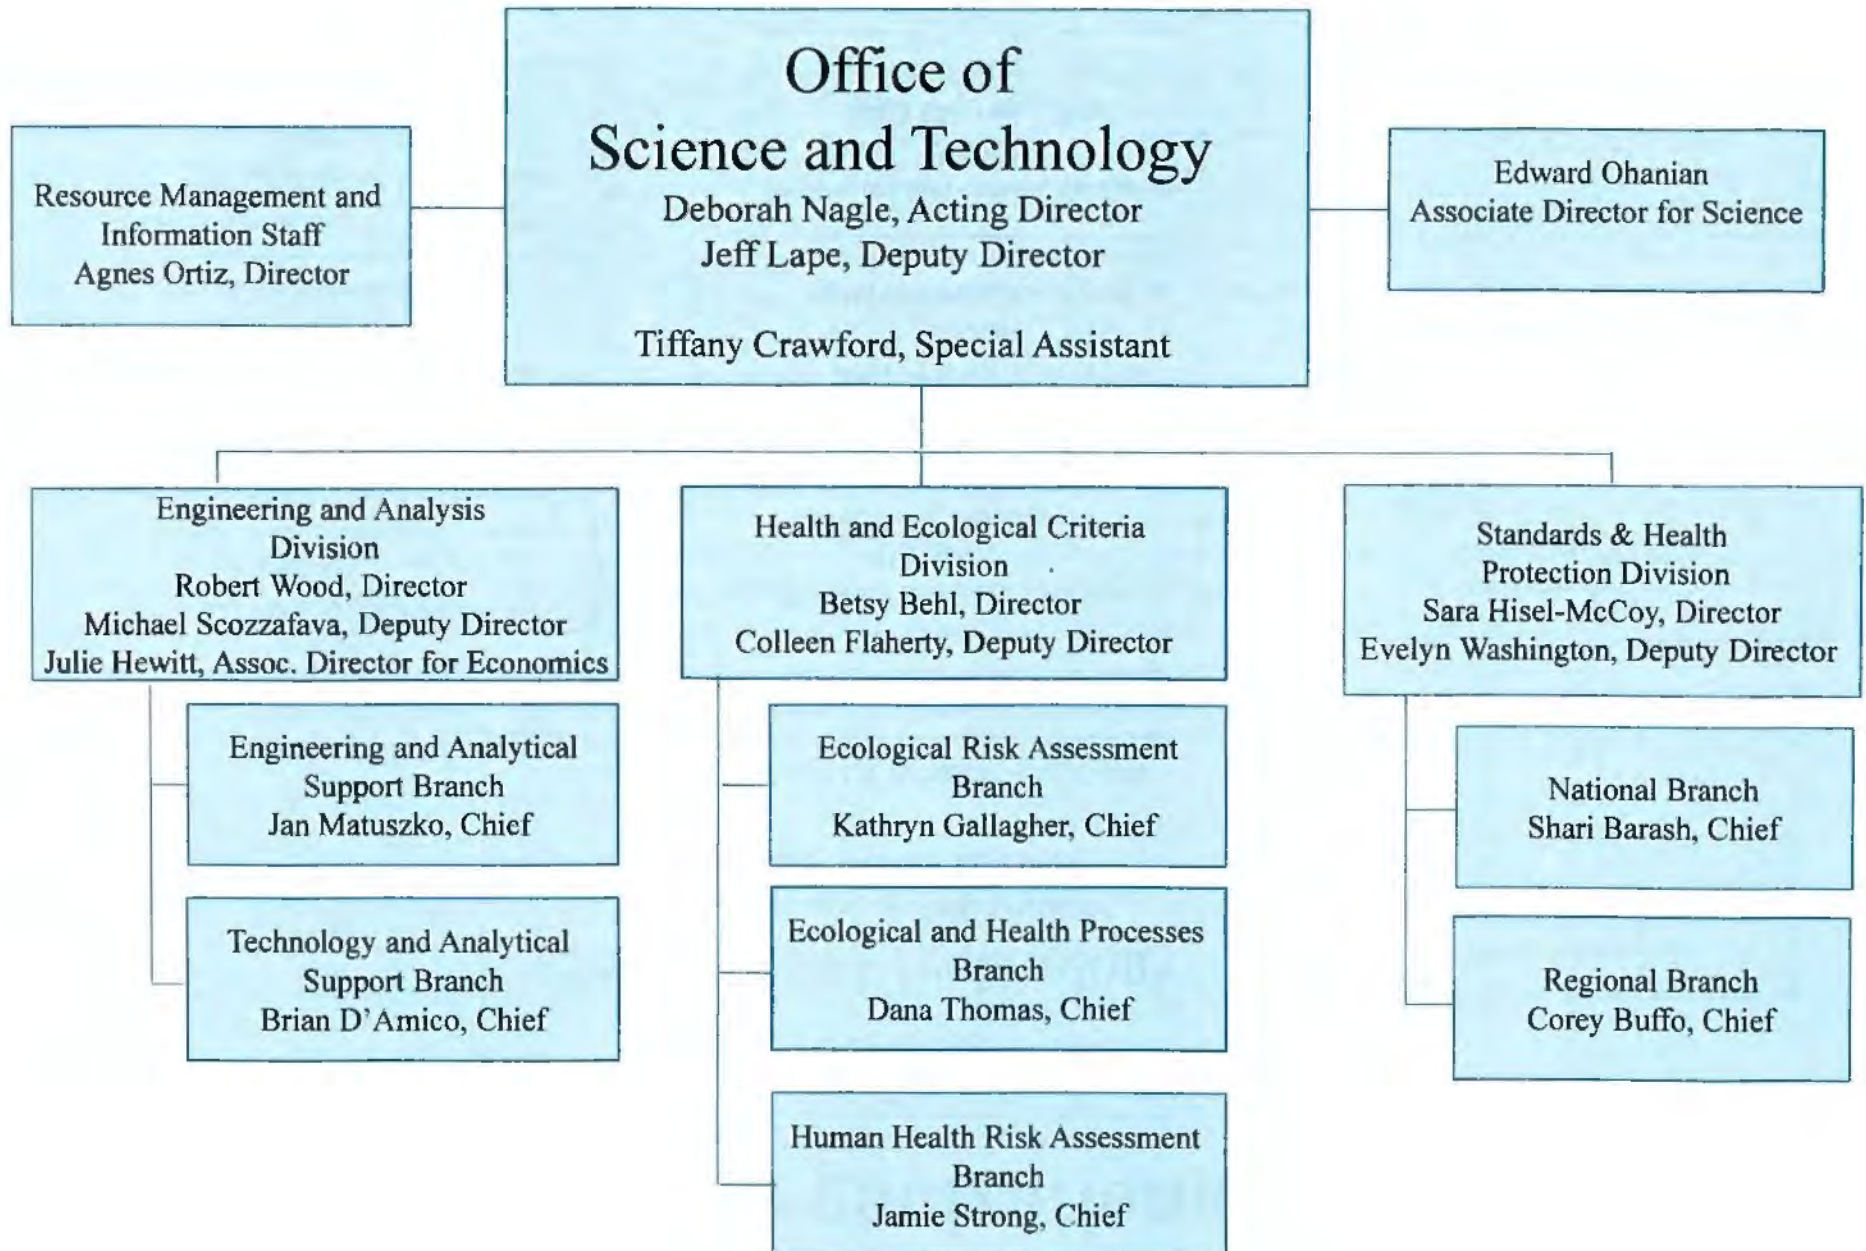 Office of
Science and Technology
Deborah Nagle, Acting Director
Jeff Lape, Deputy Director
Tiffany Crawford, Special Assistant
Resource Management and
Information Staff
Agnes Ortiz, Director
Edward Ohanian
Associate Director for Science
Engineering and Analysis
Division
Robert Wood, Director
Michael Scozzafava, Deputy Director
Julie Hewitt, Assoc. Director for Economics
Engineering and Analytical
Support Branch
Jan Matuszko, Chief
Technology and Analytical
Support Branch
Brian D'Amico, Chief
Health and Ecological Criteria
Division
Betsy Behl, Director
Colleen Flaherty, Deputy Director
Ecological Risk Assessment
Branch
Kathryn Gallagher, Chief
Ecological and Health Processes
Branch
Dana Thomas, Chief
Human Health Risk Assessment
Branch
Jamie Strong, Chief
Standards & Health
Protection Division
Sara Hisel-McCoy, Director
Evelyn Washington, Deputy Director
National Branch
Shari Barash, Chief
Regional Branch
Corey Buffo, Chief